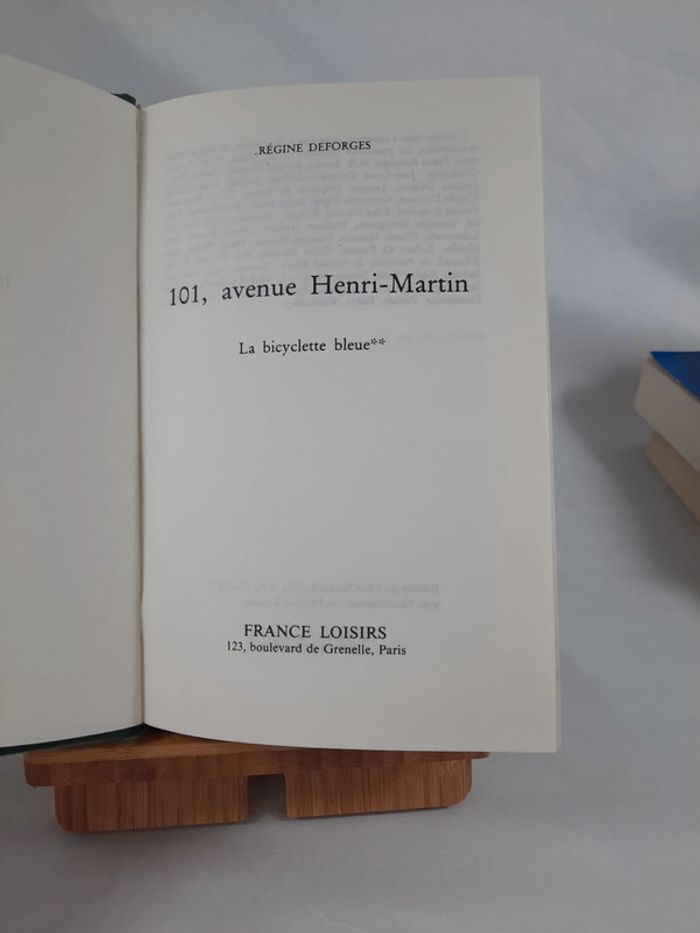 RÉGINE DEFORGES
101, avenue Henri-Martin
La bicyclette bleue**
FRANCE LOISIRS
123, boulevard de Grenelle, Paris